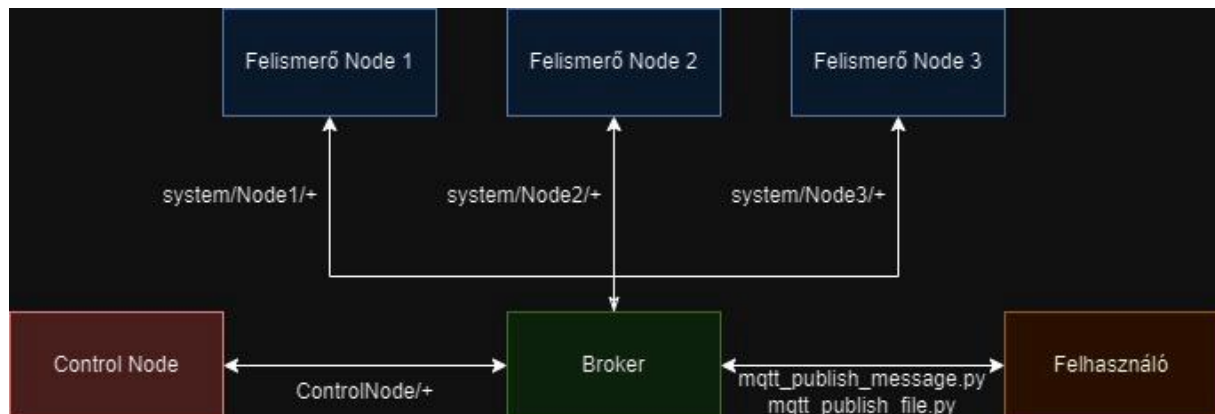 Felismerő Node 1
Felismerő Node 2
Felismerő Node 3
system/Node1/+
system/Node2/+
system/Node3/+
Control Node
ControlNode/+
Broker
mqtt_publish_message.py
mqtt_publish_file.py
Felhasználó